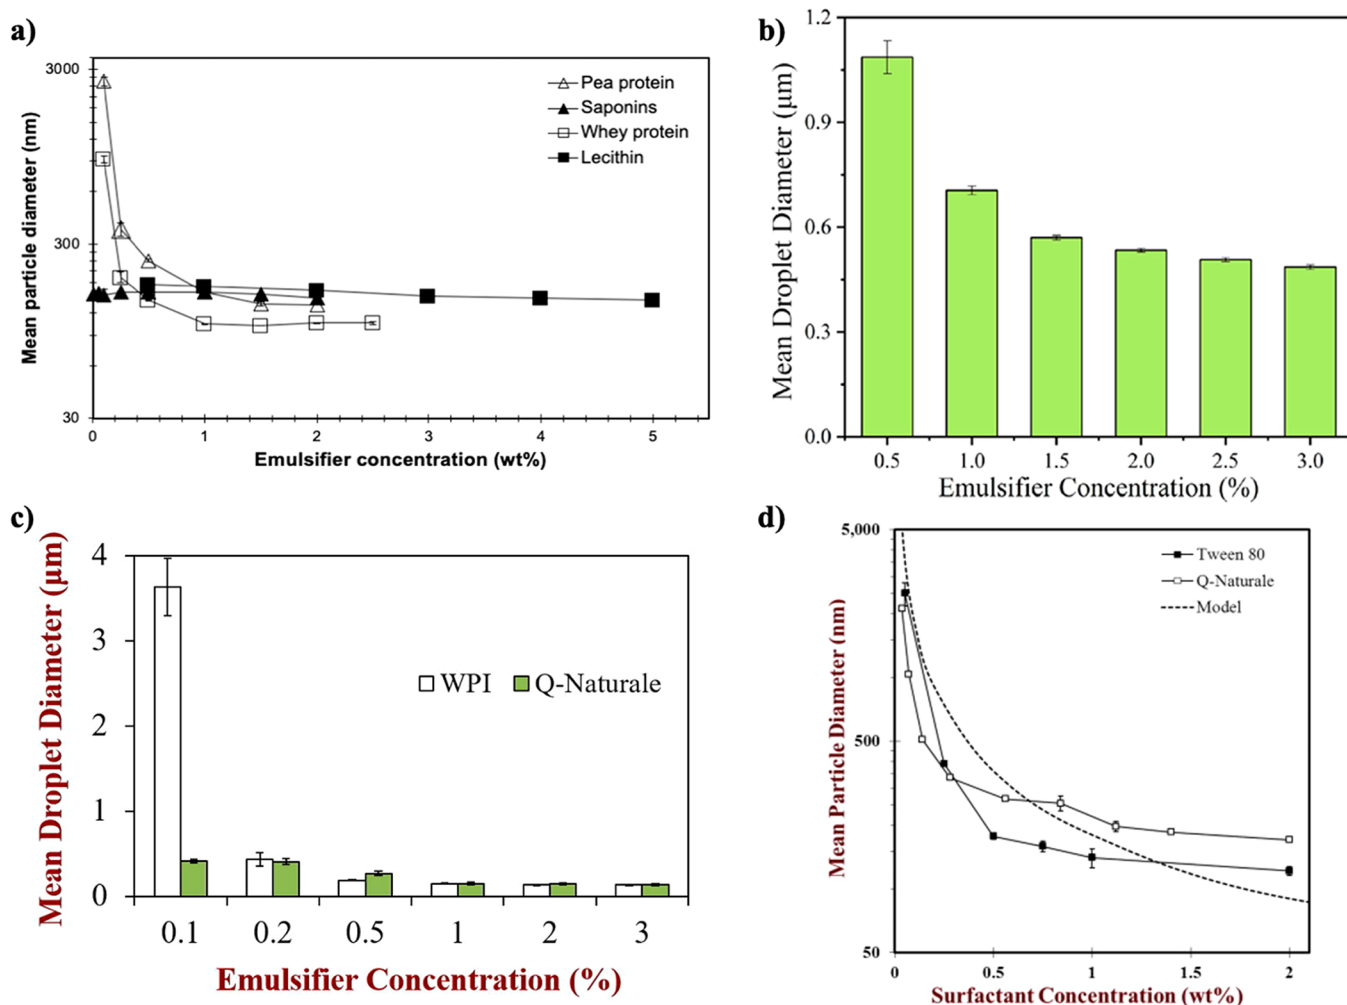 a)
3000
300
30
Mean particle diameter (nm)
Pea protein
Saponins
Whey protein
Lecithin
0 1 2 3 4 5
Emulsifier concentration (wt%)
b)
1.2
0.9
0.6
0.3
0.0
Mean Droplet Diameter (μm)
0.5 1.0 1.5 2.0 2.5 3.0
Emulsifier Concentration (%)
c)
4
3
2
1
0
Mean Droplet Diameter (μm)
WPI Q-Naturale
0.1 0.2 0.5 1 2 3
Emulsifier Concentration (%)
d)
5,000
500
50
Mean Particle Diameter (nm)
Tween 80
Q-Naturale
Model
0 0.5 1 1.5 2
Surfactant Concentration (wt%)